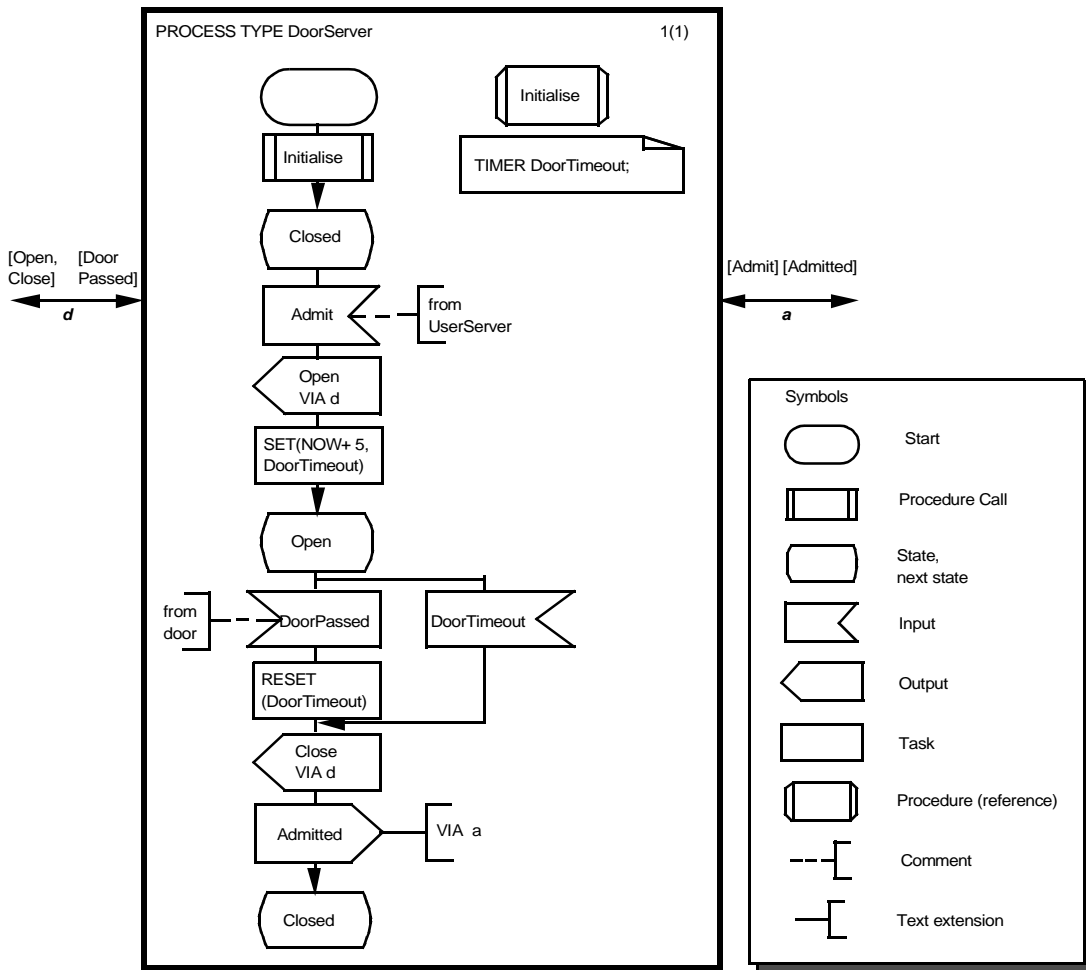 PROCESS TYPE DoorServer 1(1)
Initialise
Initialise
TIMER DoorTimeout;
Closed
[Open, [Door
Close] Passed]
d
[Admit] [Admitted]
a
Admit
from
UserServer
Open
VIA d
SET(NOW+ 5,
DoorTimeout)
Open
from
door
DoorPassed
DoorTimeout
RESET
(DoorTimeout)
Close
VIA d
Admitted
VIA a
Closed
Symbols
Start
Procedure Call
State,
next state
Input
Output
Task
Procedure (reference)
Comment
Text extension